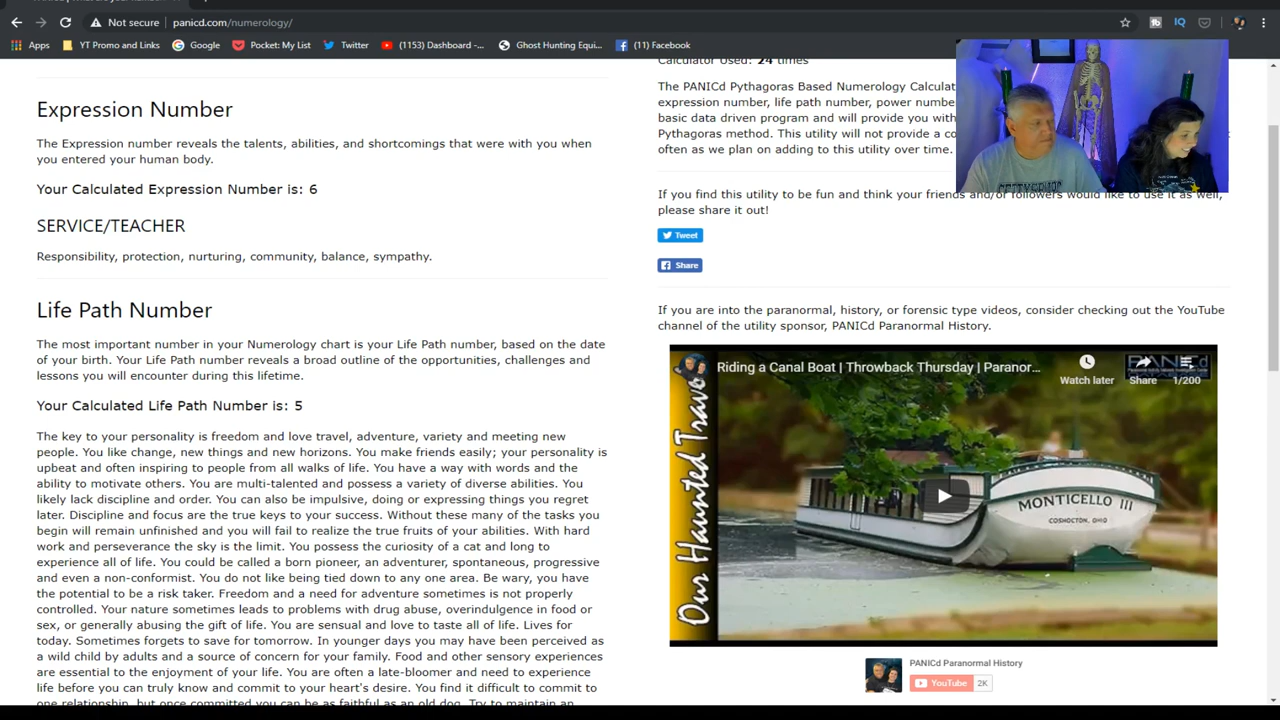 Not secure | panicd.com/numerology/
IQ
Apps
YT Promo and Links
Google
Pocket: My List
Twitter
(1153) Dashboard -...
Ghost Hunting Equi...
(11) Facebook
Expression Number
The Expression number reveals the talents, abilities, and shortcomings that were with you when
you entered your human body.
Your Calculated Expression Number is: 6
SERVICE/TEACHER
Responsibility, protection, nurturing, community, balance, sympathy.
Life Path Number
The most important number in your Numerology chart is your Life Path number, based on the date
of your birth. Your Life Path number reveals a broad outline of the opportunities, challenges and
lessons you will encounter during this lifetime.
Your Calculated Life Path Number is: 5
The key to your personality is freedom and love travel, adventure, variety and meeting new
people. You like change, new things and new horizons. You make friends easily; your personality is
upbeat and often inspiring to people from all walks of life. You have a way with words and the
ability to motivate others. You are multi-talented and possess a variety of diverse abilities. You
likely lack discipline and order. You can also be impulsive, doing or expressing things you regret
later. Discipline and focus are the true keys to your success. Without these many of the tasks you
begin will remain unfinished and you will fail to realize the true fruits of your abilities. With hard
work and perseverance the sky is the limit. You possess the curiosity of a cat and long to
experience all of life. You could be called a born pioneer, an adventurer, spontaneous, progressive
and even a non-conformist. You do not like being tied down to any one area. Be wary, you have
the potential to be a risk taker. Freedom and a need for adventure sometimes is not properly
controlled. Your nature sometimes leads to problems with drug abuse, overindulgence in food or
sex, or generally abusing the gift of life. You are sensual and love to taste all of life. Lives for
today. Sometimes forgets to save for tomorrow. In younger days you may have been perceived as
a wild child by adults and a source of concern for your family. Food and other sensory experiences
are essential to the enjoyment of your life. You are often a late-bloomer and need to experience
life before you can truly know and commit to your heart's desire. You find it difficult to commit to
one relationship, but once committed you can be as faithful as an old dog. Try to maintain an
Calculator Used: 24 times
The PANICd Pythagoras Based Numerology Calculat
expression number, life path number, power numbe
basic data driven program and will provide you with
Pythagoras method. This utility will not provide a co
often as we plan on adding to this utility over time.
If you find this utility to be fun and think your friends and/or followers would like to use it as well,
please share it out!
Tweet
Share
If you are into the paranormal, history, or forensic type videos, consider checking out the YouTube
channel of the utility sponsor, PANICd Paranormal History.
Riding a Canal Boat | Throwback Thursday | Paranor...
Watch later
Share
1/200
PANICd
Our Haunted Travels
MONTICELLO III
COSHOCTON, OHIO
PANICd Paranormal History
YouTube 2K